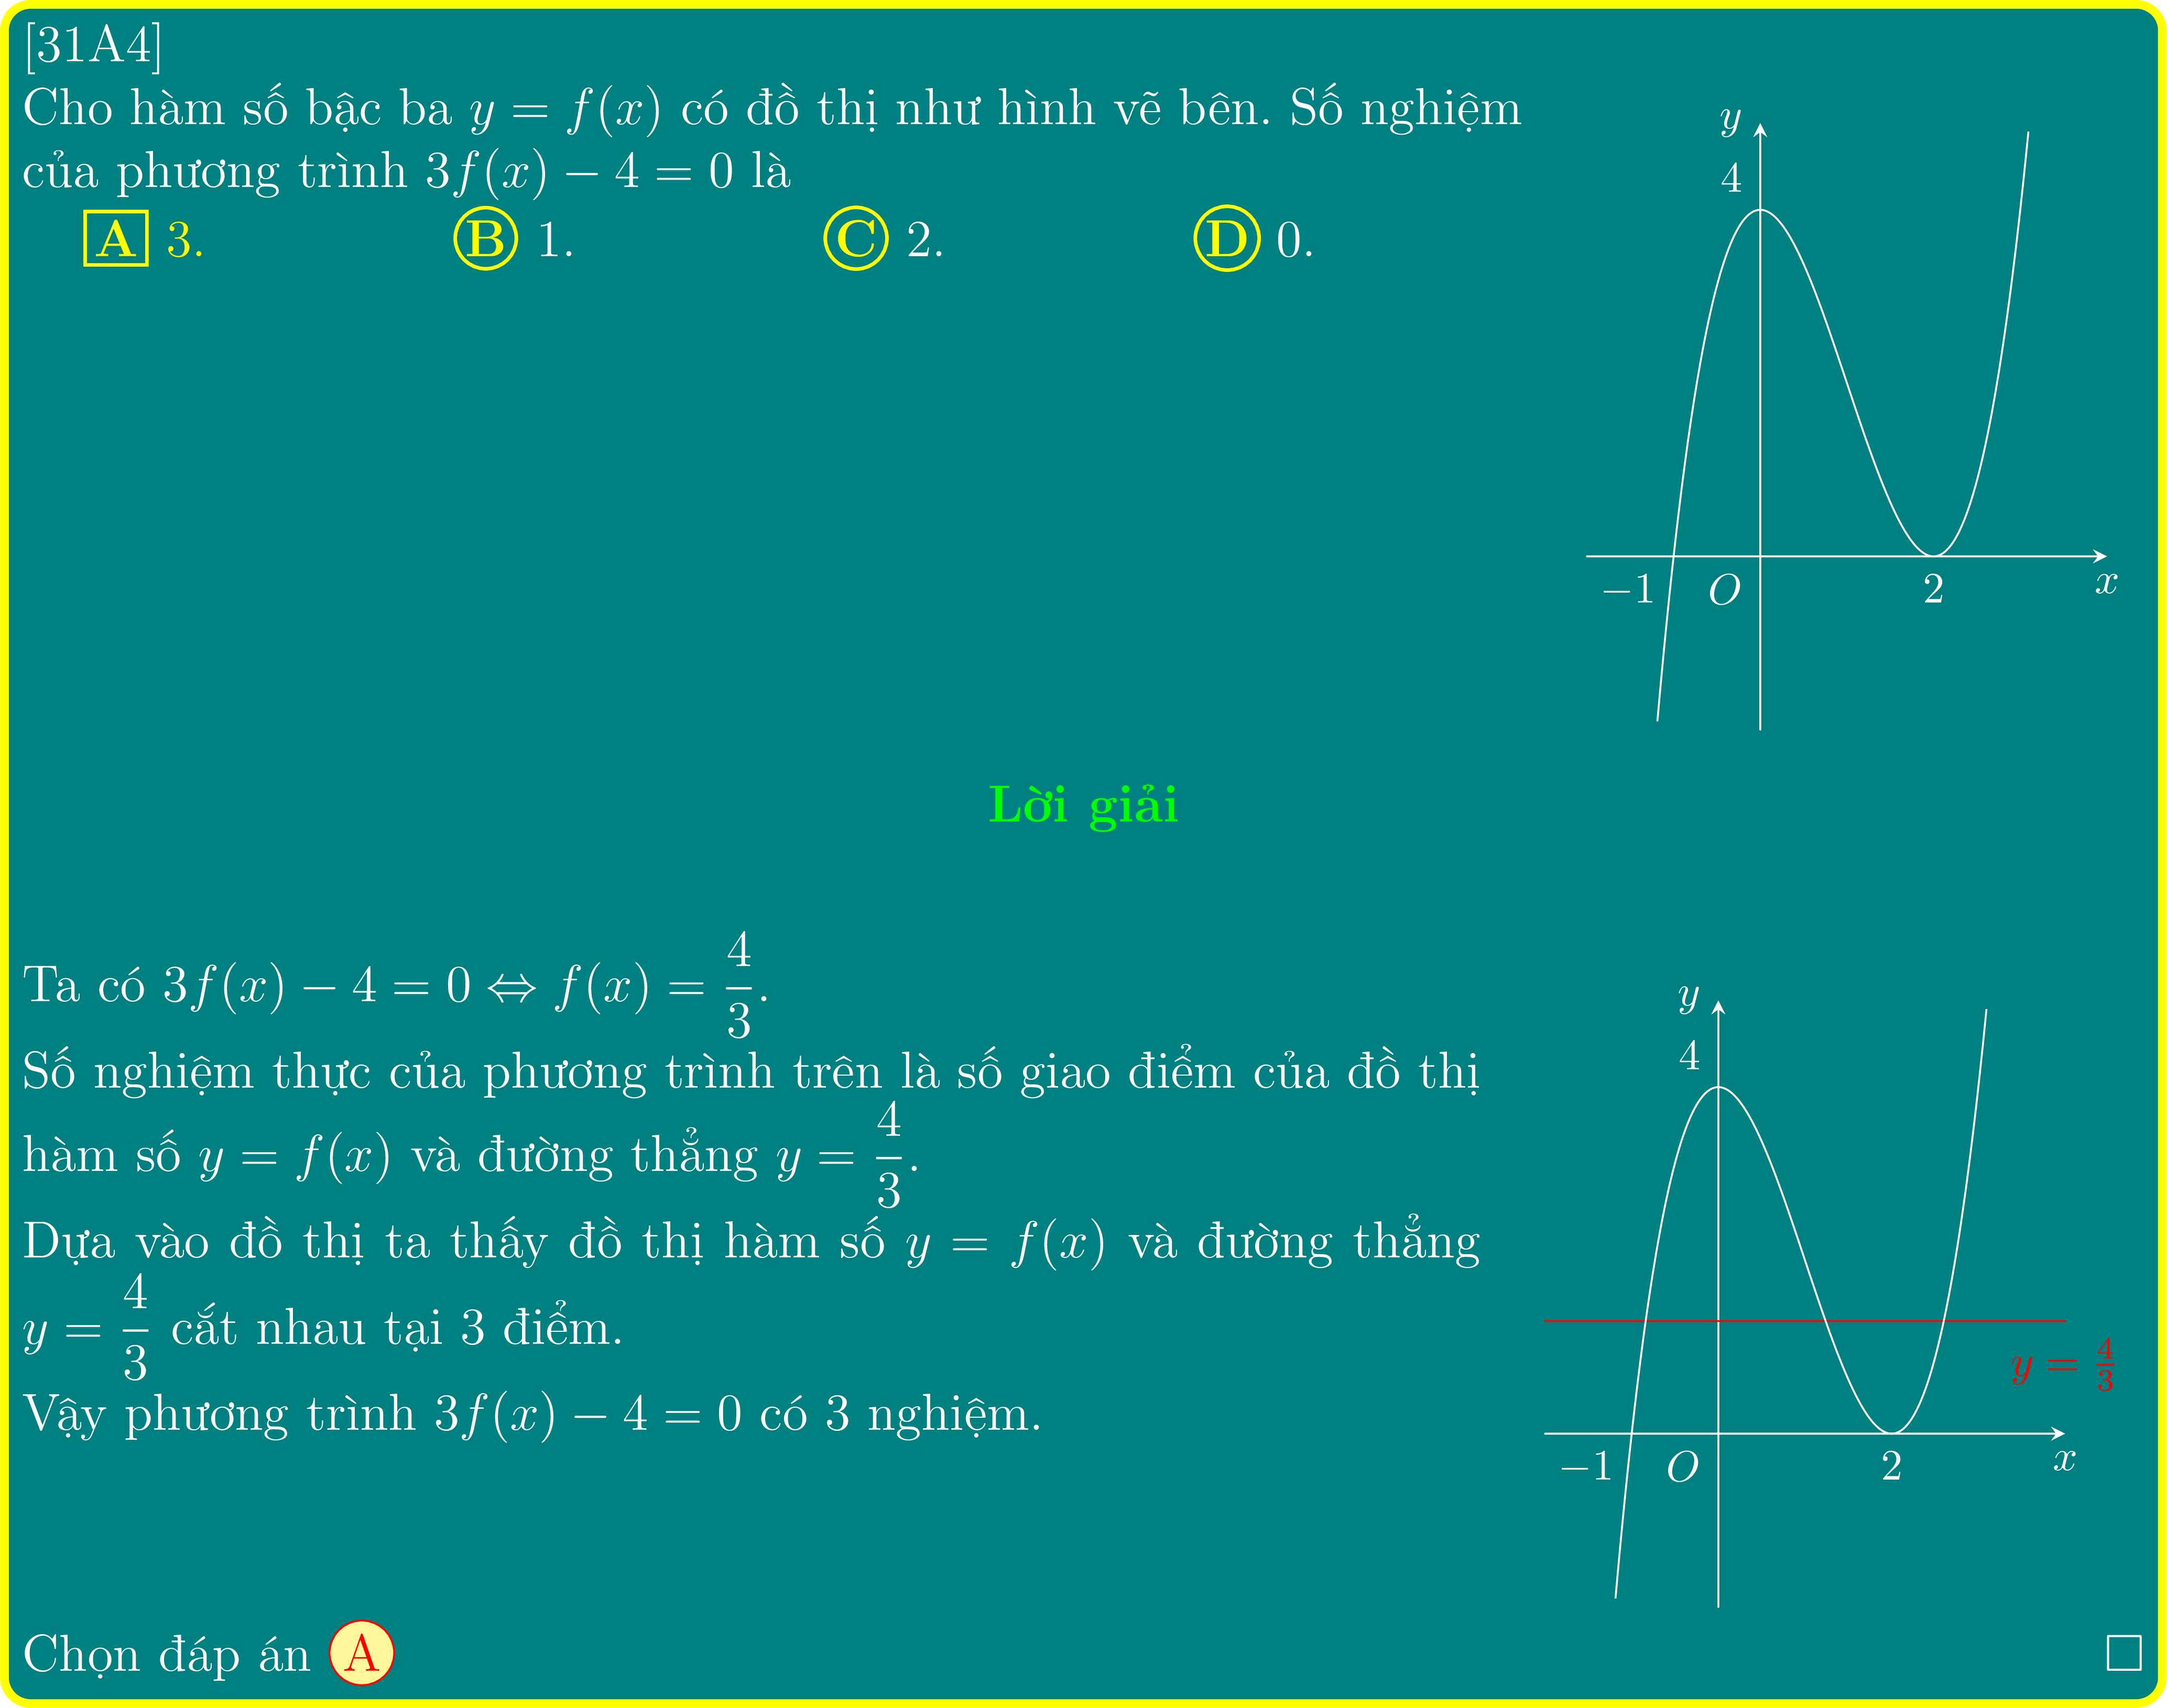 [31A4]
Cho hàm số bậc ba y = f(x) có đồ thị như hình vẽ bên. Số nghiệm
của phương trình 3f(x) − 4 = 0 là
A 3. B 1. C 2. D 0.
y
4
−1 O 2 x
Lời giải
Ta có 3f(x) − 4 = 0 ⇔ f(x) = 4/3.
Số nghiệm thực của phương trình trên là số giao điểm của đồ thị
hàm số y = f(x) và đường thẳng y = 4/3.
Dựa vào đồ thị ta thấy đồ thị hàm số y = f(x) và đường thẳng
y = 4/3 cắt nhau tại 3 điểm.
Vậy phương trình 3f(x) − 4 = 0 có 3 nghiệm.
y
4
y = 4/3
−1 O 2 x
Chọn đáp án A